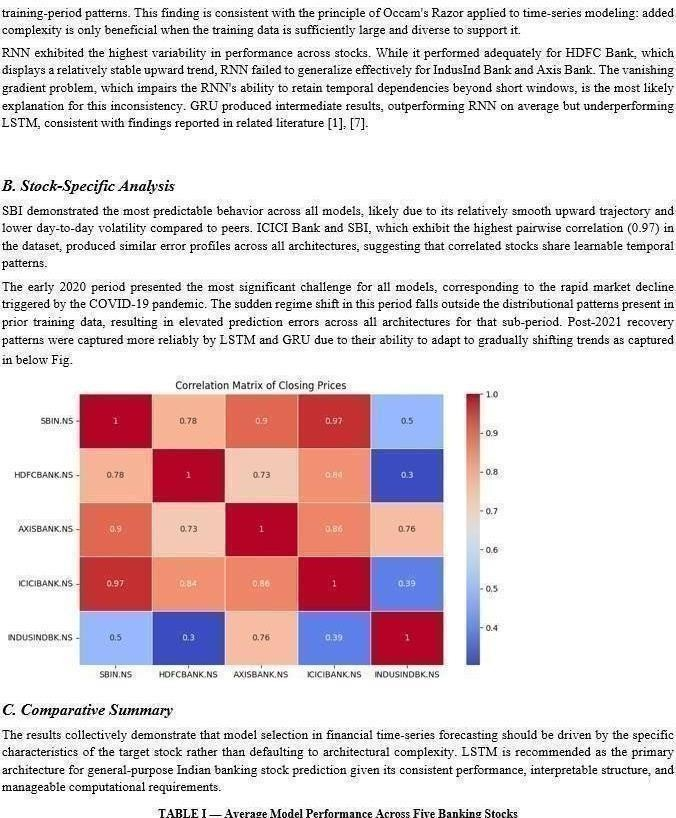 training-period patterns. This finding is consistent with the principle of Occam's Razor applied to time-series modeling: added
complexity is only beneficial when the training data is sufficiently large and diverse to support it.
RNN exhibited the highest variability in performance across stocks. While it performed adequately for HDFC Bank, which
displays a relatively stable upward trend, RNN failed to generalize effectively for IndusInd Bank and Axis Bank. The vanishing
gradient problem, which impairs the RNN's ability to retain temporal dependencies beyond short windows, is the most likely
explanation for this inconsistency. GRU produced intermediate results, outperforming RNN on average but underperforming
LSTM, consistent with findings reported in related literature [1], [7].
B. Stock-Specific Analysis
SBI demonstrated the most predictable behavior across all models, likely due to its relatively smooth upward trajectory and
lower day-to-day volatility compared to peers. ICICI Bank and SBI, which exhibit the highest pairwise correlation (0.97) in
the dataset, produced similar error profiles across all architectures, suggesting that correlated stocks share learnable temporal
patterns.
The early 2020 period presented the most significant challenge for all models, corresponding to the rapid market decline
triggered by the COVID-19 pandemic. The sudden regime shift in this period falls outside the distributional patterns present in
prior training data, resulting in elevated prediction errors across all architectures for that sub-period. Post-2021 recovery
patterns were captured more reliably by LSTM and GRU due to their ability to adapt to gradually shifting trends as captured
in below Fig.
Correlation Matrix of Closing Prices
SBIN.NS 1 0.78 0.9 0.97 0.5
HDFCBANK.NS 0.78 1 0.73 0.84 0.3
AXISBANK.NS 0.9 0.73 1 0.86 0.76
ICICIBANK.NS 0.97 0.84 0.86 1 0.39
INDUSINDBK.NS 0.5 0.3 0.76 0.39 1
SBIN.NS HDFCBANK.NS AXISBANK.NS ICICIBANK.NS INDUSINDBK.NS
1.0
0.9
0.8
0.7
0.6
0.5
0.4
C. Comparative Summary
The results collectively demonstrate that model selection in financial time-series forecasting should be driven by the specific
characteristics of the target stock rather than defaulting to architectural complexity. LSTM is recommended as the primary
architecture for general-purpose Indian banking stock prediction given its consistent performance, interpretable structure, and
manageable computational requirements.
TABLE I — Average Model Performance Across Five Banking Stocks